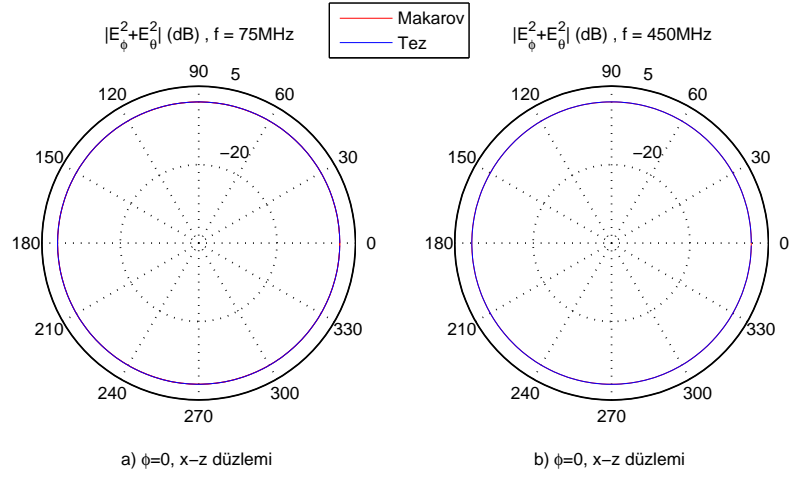 |E²ϕ+E²θ| (dB) , f = 75MHz
Makarov
Tez
|E²ϕ+E²θ| (dB) , f = 450MHz
90 5
120 60
150 −20 30
180 0
210 330
240 300
270
a) ϕ=0, x−z düzlemi
90 5
120 60
150 −20 30
180 0
210 330
240 300
270
b) ϕ=0, x−z düzlemi